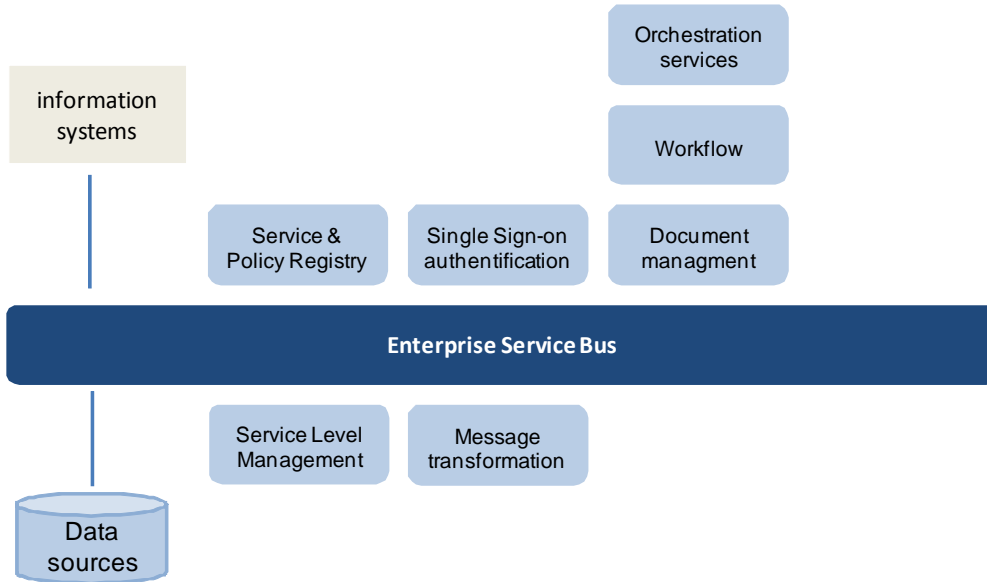 Orchestration
services
information
systems
Workflow
Service &
Policy Registry
Single Sign-on
authentification
Document
managment
Enterprise Service Bus
Service Level
Management
Message
transformation
Data
sources